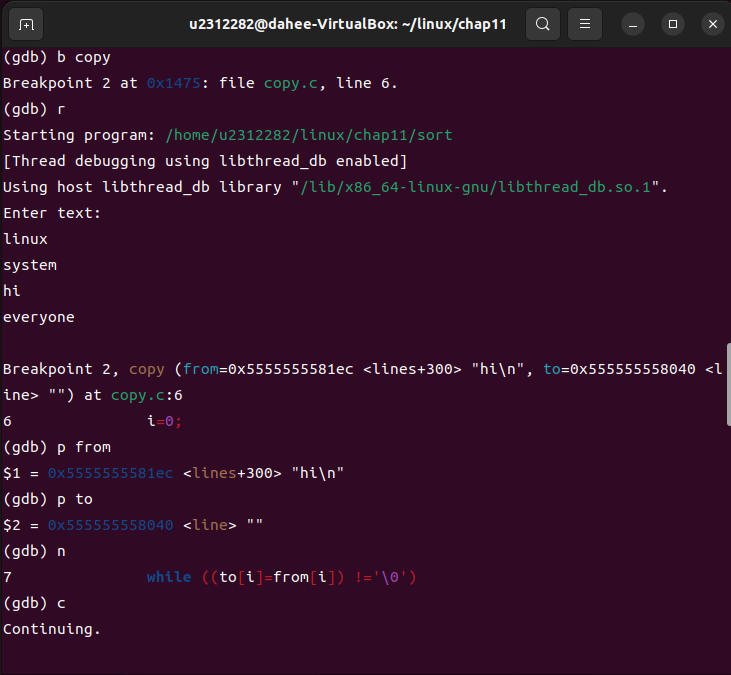 u2312282@dahee-VirtualBox: ~/linux/chap11
(gdb) b copy
Breakpoint 2 at 0x1475: file copy.c, line 6.
(gdb) r
Starting program: /home/u2312282/linux/chap11/sort
[Thread debugging using libthread_db enabled]
Using host libthread_db library "/lib/x86_64-linux-gnu/libthread_db.so.1".
Enter text:
linux
system
hi
everyone
Breakpoint 2, copy (from=0x5555555581ec <lines+300> "hi\n", to=0x555555558040 <l
ine> "") at copy.c:6
6               i=0;
(gdb) p from
$1 = 0x5555555581ec <lines+300> "hi\n"
(gdb) p to
$2 = 0x555555558040 <line> ""
(gdb) n
7               while ((to[i]=from[i]) !='\0')
(gdb) c
Continuing.